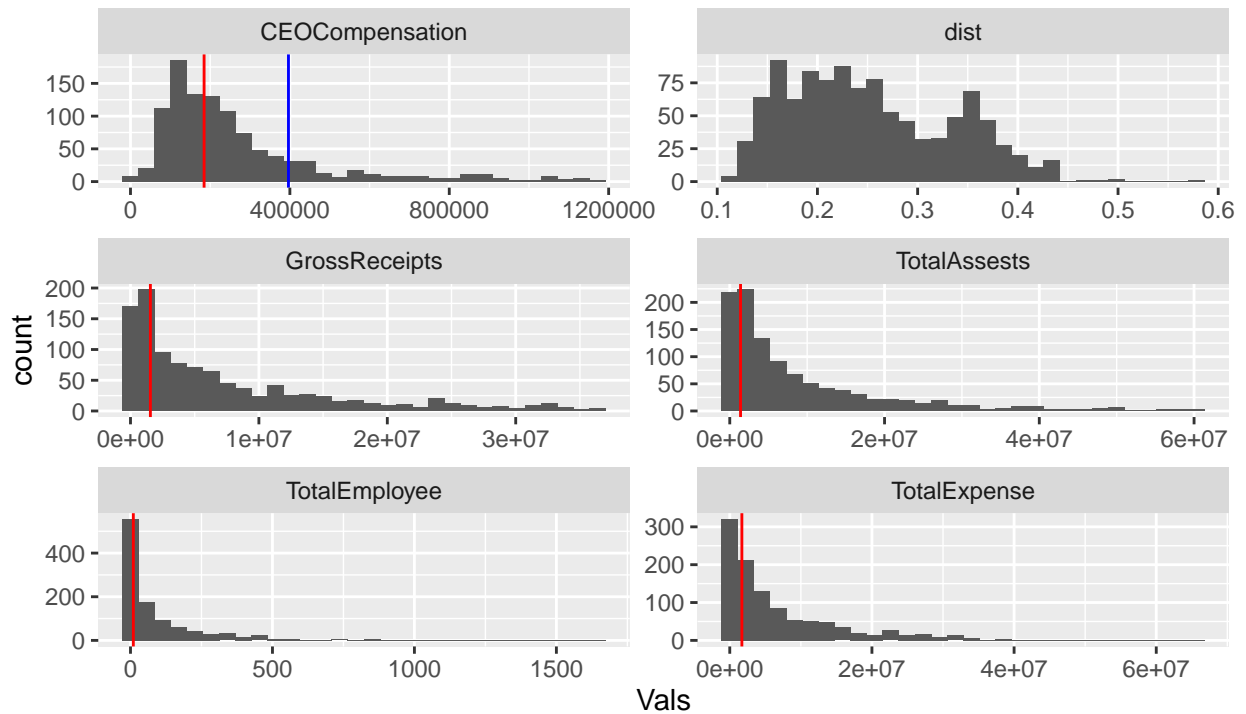 CEOCompensation
150
100
50
0
0
400000
800000
1200000
dist
75
50
25
0
0.1
0.2
0.3
0.4
0.5
0.6
GrossReceipts
200
150
100
50
0
0e+00
1e+07
2e+07
3e+07
TotalAssests
200
150
100
50
0
0e+00
2e+07
4e+07
6e+07
TotalEmployee
400
200
0
0
500
1000
1500
TotalExpense
300
200
100
0
0e+00
2e+07
4e+07
6e+07
count
Vals